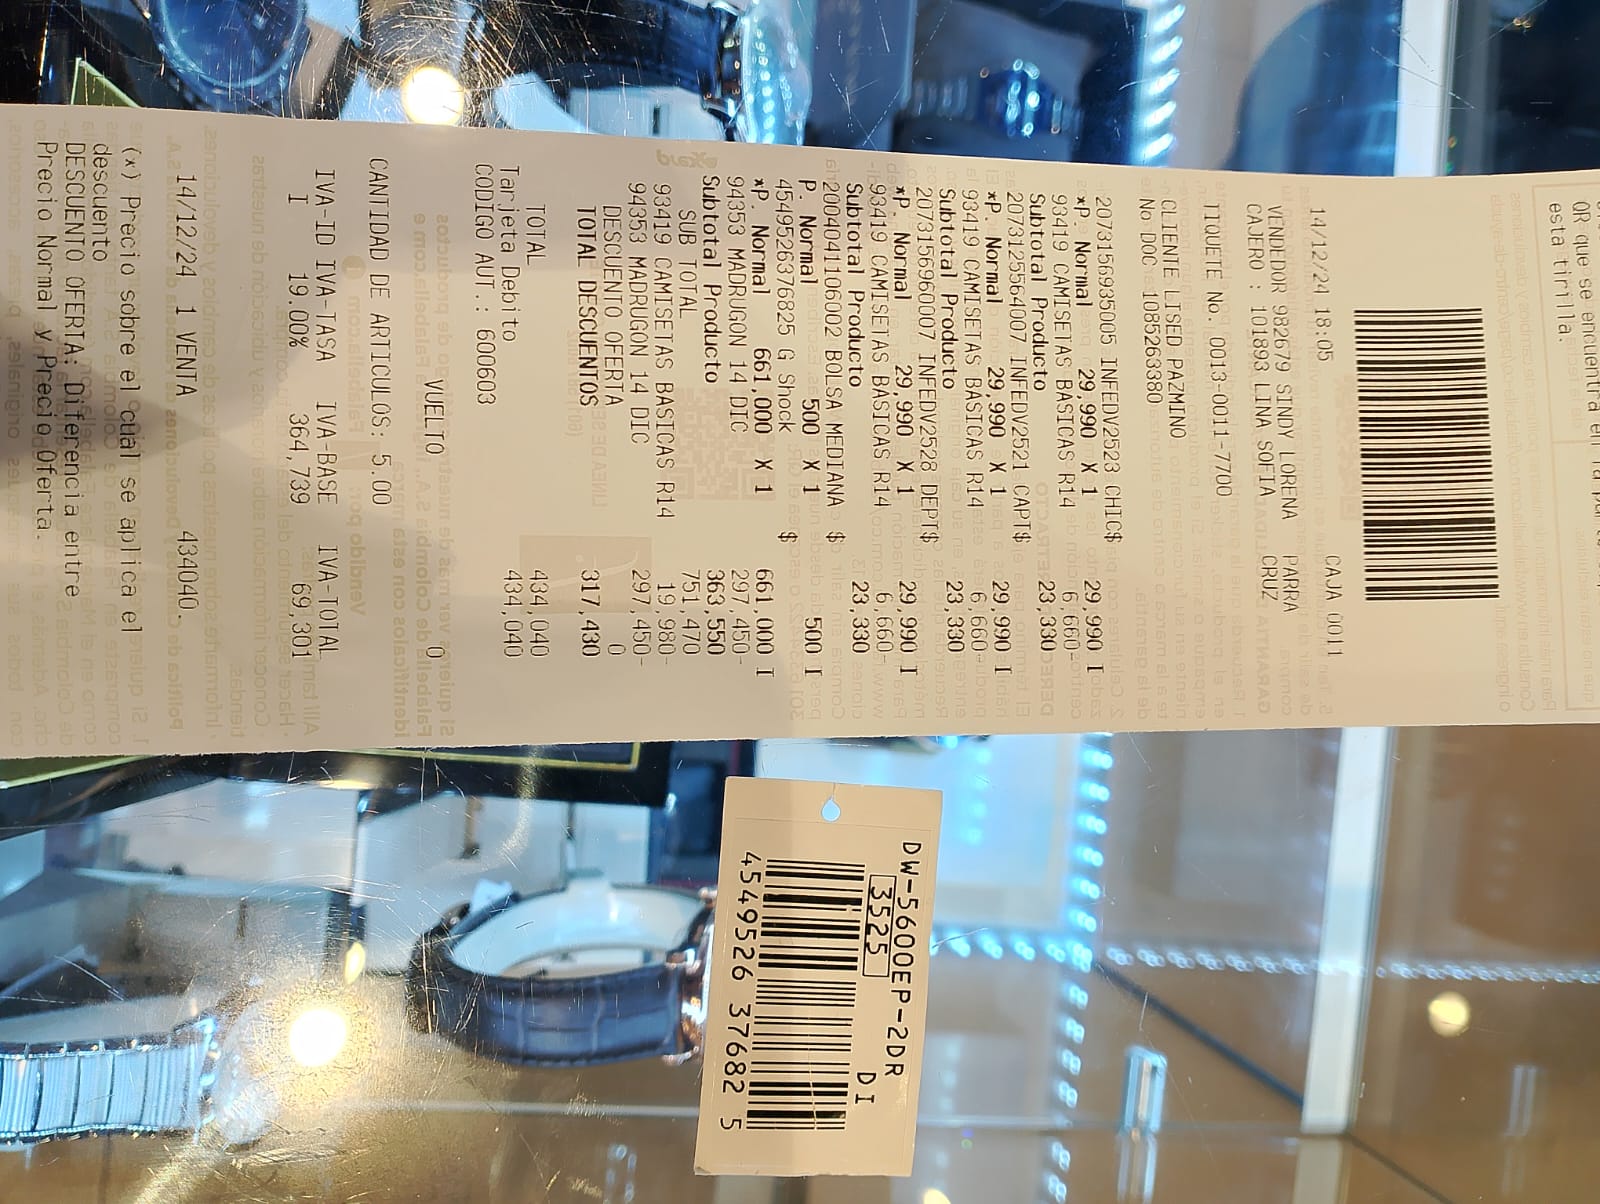 QR que se encuentra en la parte
esta tirilla.
CAJA 0011
14/12/24 18:05
VENDEDOR 982679 SINDY LORENA PARRA
CAJERO : 101893 LINA SOFIA CRUZ
TIQUETE No. 0013-0011-7700
CLIENTE LISED PAZMINO
No DOC 1085263380
2073156935005 INFEDV2523 CHIC$ 29,990 I
*P. Normal 29,990 X 1
93419 CAMISETAS BASICAS R14 6,660-
Subtotal Producto 23,330
2073125564007 INFEDV2521 CAPT$ 29,990 I
*P. Normal 29,990 X 1
93419 CAMISETAS BASICAS R14 6,660-
Subtotal Producto 23,330
2073156960007 INFEDV2528 DEPT$ 29,990 I
*P. Normal 29,990 X 1
93419 CAMISETAS BASICAS R14 6,660-
Subtotal Producto 23,330
2004041106002 BOLSA MEDIANA $ 500 I
P. Normal 500 X 1
4549526376825 G Shock $ 661,000 I
*P. Normal 661,000 X 1
94353 MADRUGON 14 DIC 297,450-
Subtotal Producto 363,550
SUB TOTAL 751,470
93419 CAMISETAS BASICAS R14 19,980-
94353 MADRUGON 14 DIC 297,450-
DESCUENTO OFERTA 0
TOTAL DESCUENTOS 317,430
TOTAL 434,040
Tarjeta Debito 434,040
CODIGO AUT.: 600603
VUELTO 0
CANTIDAD DE ARTICULOS: 5.00
IVA-ID IVA-TASA IVA-BASE IVA-TOTAL
I 19.00% 364,739 69,301
14/12/24 1 VENTA 434040.
(*) Precio sobre el cual se aplica el
descuento
DESCUENTO OFERTA: Diferencia entre
Precio Normal y Precio Oferta.
DW-5600EP-2DR
3525 DI
4549526 37682 5